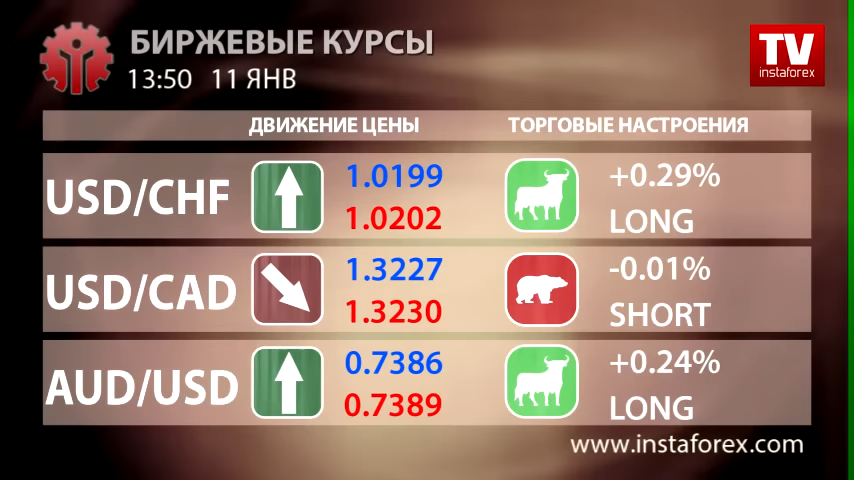 БИРЖЕВЫЕ КУРСЫ
13:50 11 ЯНВ
TV
instaforex
ДВИЖЕНИЕ ЦЕНЫ ТОРГОВЫЕ НАСТРОЕНИЯ
USD/CHF
1.0199
1.0202
+0.29%
LONG
USD/CAD
1.3227
1.3230
-0.01%
SHORT
AUD/USD
0.7386
0.7389
+0.24%
LONG
www.instaforex.com